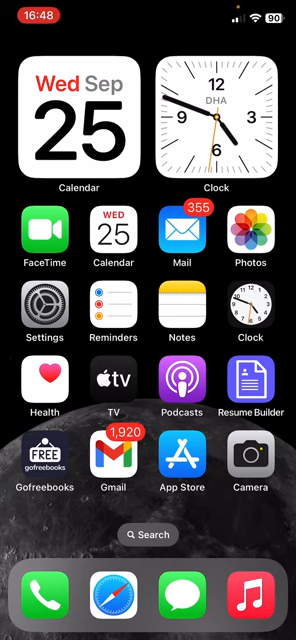 16:48
90
Wed Sep
25
12
DHA
9
3
6
Calendar
Clock
355
WED
25
FaceTime
Calendar
Mail
Photos
Settings
Reminders
Notes
Clock
tv
Health
TV
Podcasts
Resume Builder
1,920
FREE
gofreebooks
Gofreebooks
Gmail
App Store
Camera
Search